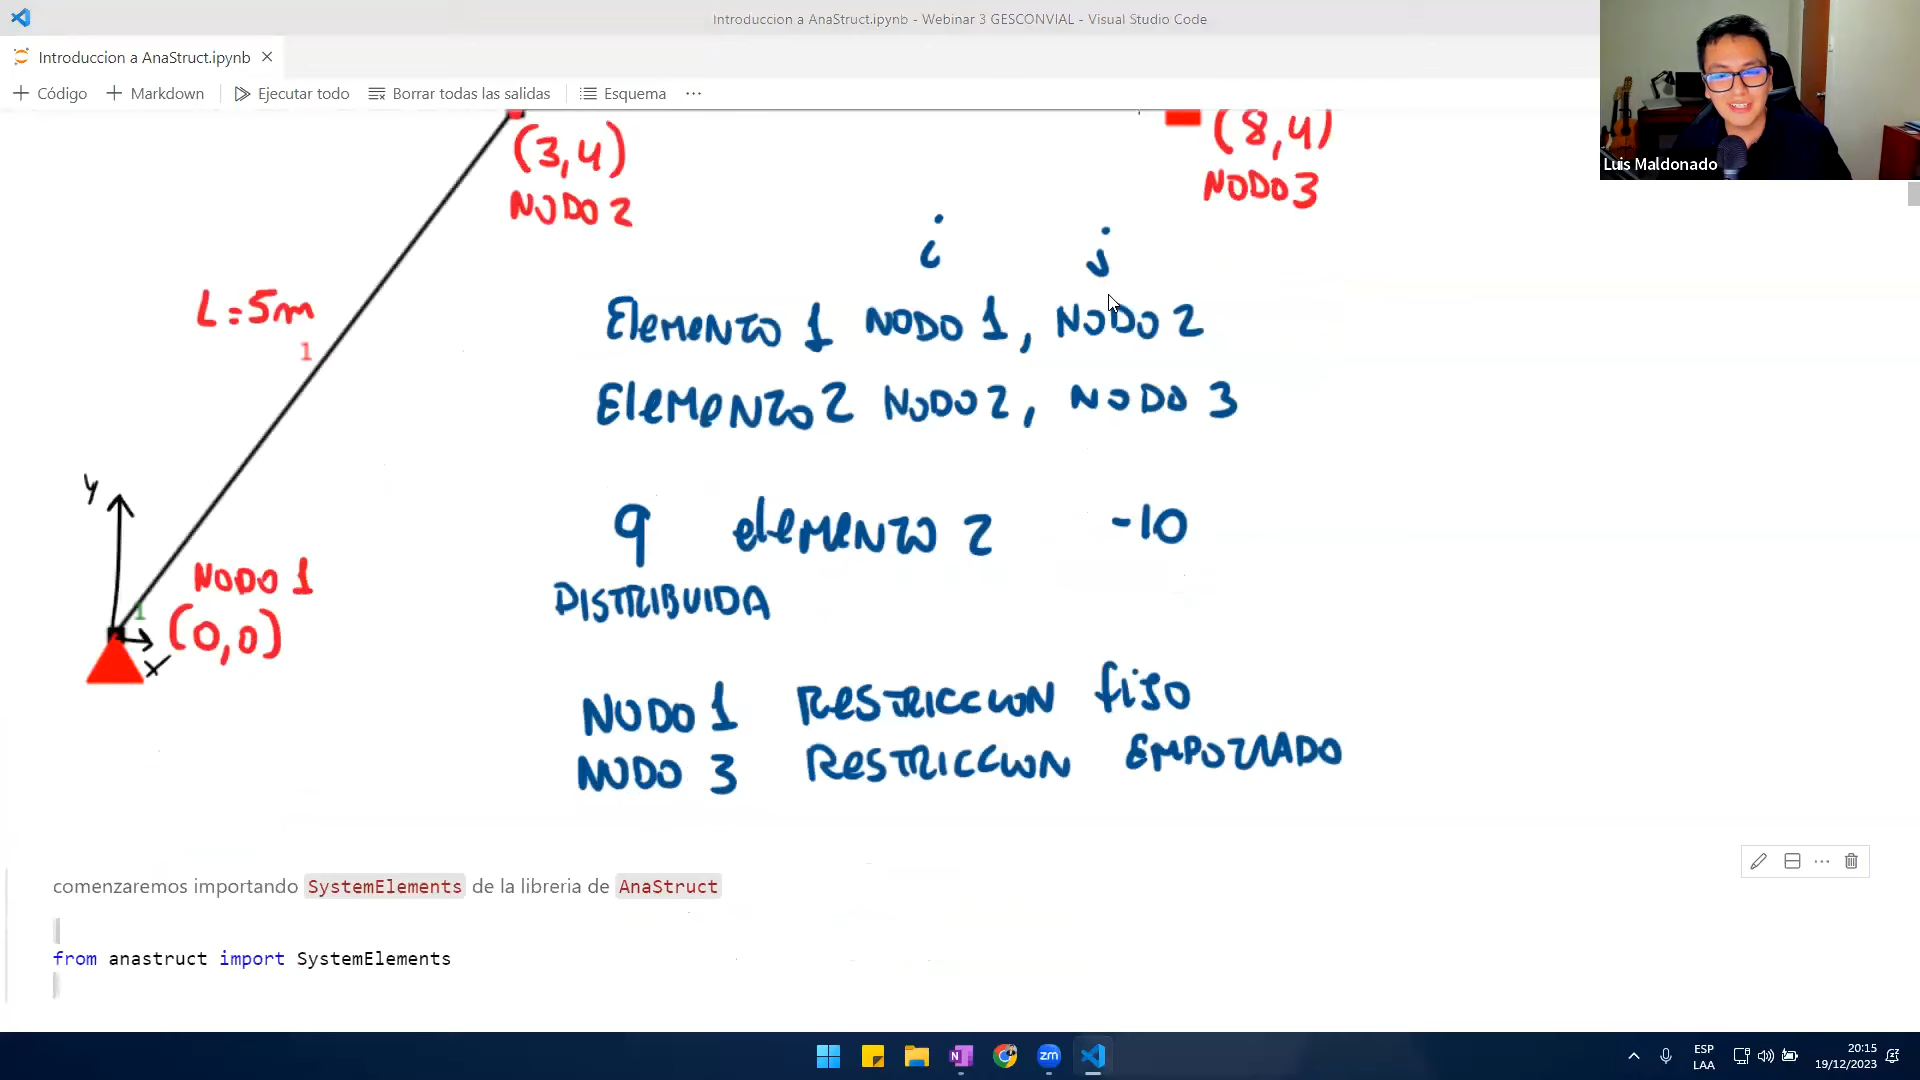 Introduccion a AnaStruct.ipynb - Webinar 3 GESCONVIAL - Visual Studio Code
Introduccion a AnaStruct.ipynb
Código Markdown Ejecutar todo Borrar todas las salidas Esquema ...
Luis Maldonado
(3,4)
NODO 2
(8,4)
NODO 3
i j
L=5m
1
Elemento 1 NODO 1, NODO 2
Elemento 2 NODO 2, NODO 3
y
q elemento 2 -10
DISTRIBUIDA
NODO 1
1
(0,0)
x
NODO 1 RESTRICCION fijo
NODO 3 RESTRICCION EMPOTRADO
comenzaremos importando SystemElements de la libreria de AnaStruct
from anastruct import SystemElements
ESP
LAA
20:15
19/12/2023